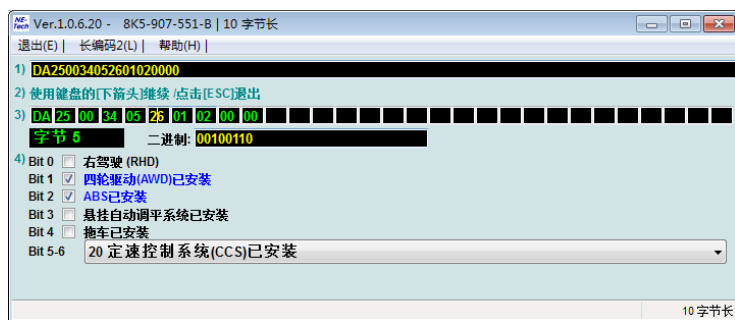 NE-Tech Ver.1.0.6.20 - 8K5-907-551-B | 10 字节长
退出(E) | 长编码2(L) | 帮助(H) |
1) DA250034052601020000
2) 使用键盘的[下箭头]继续 /点击[ESC]退出
3) DA 25 00 34 05 26 01 02 00 00
字节 5 二进制: 00100110
4) Bit 0 右驾驶 (RHD)
Bit 1 四轮驱动(AWD)已安装
Bit 2 ABS已安装
Bit 3 悬挂自动调平系统已安装
Bit 4 拖车已安装
Bit 5-6 20 定速控制系统(CCS)已安装
10 字节长